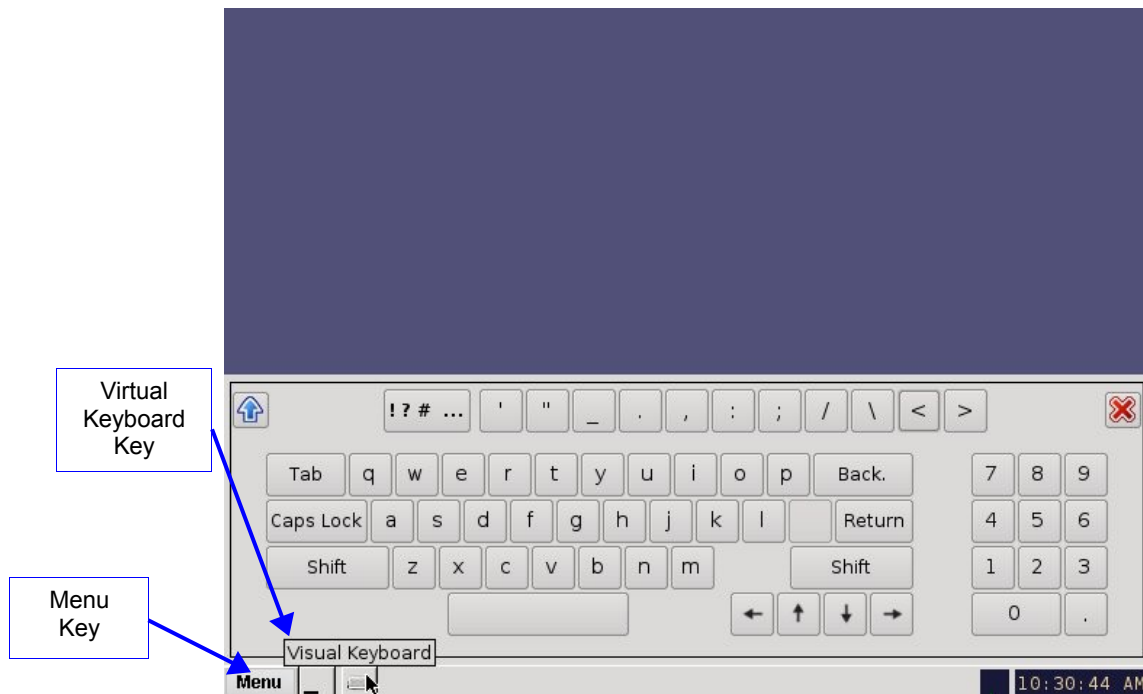 Virtual
Keyboard
Key
! ? # ... ' " _ . , : ; / \ < >
Tab q w e r t y u i o p Back. 7 8 9
Caps Lock a s d f g h j k l Return 4 5 6
Shift z x c v b n m Shift 1 2 3
← ↑ ↓ → 0 .
Menu
Key
Visual Keyboard
Menu _ 10:30:44 AM